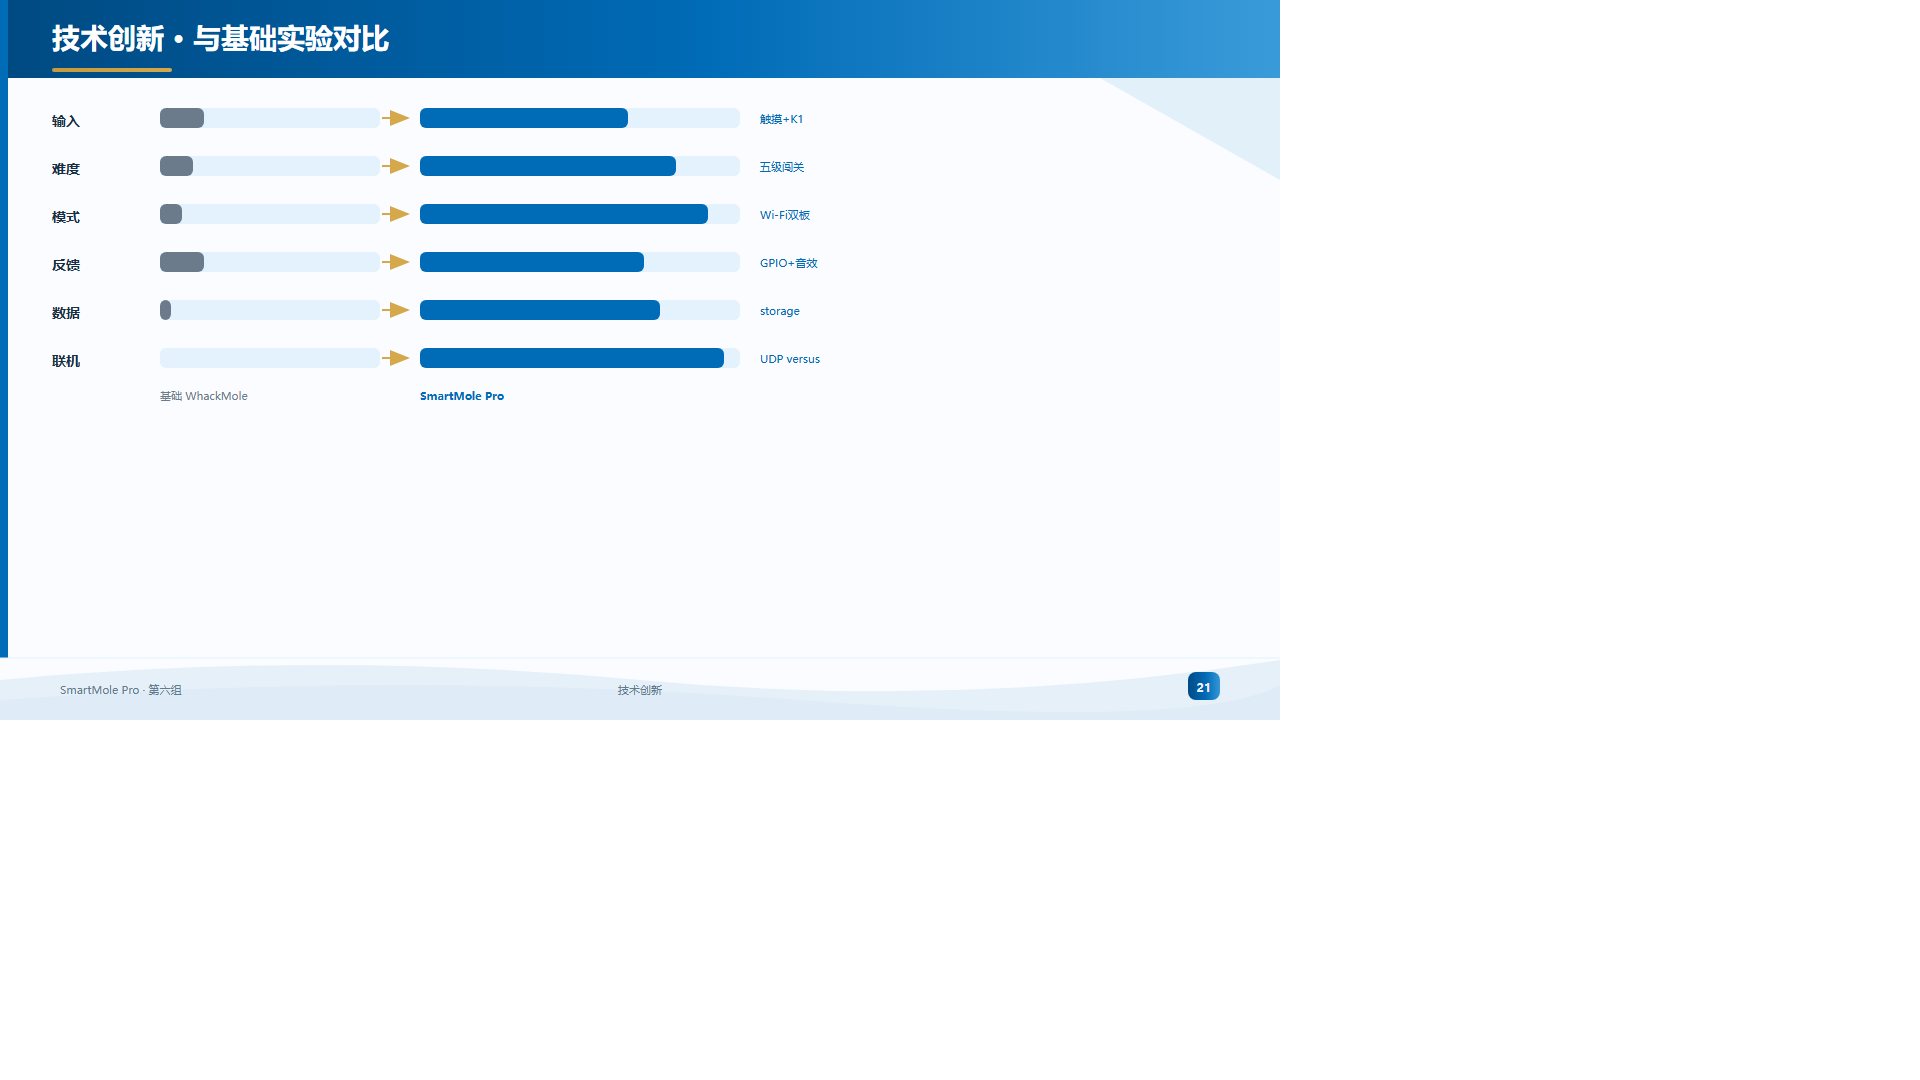 技术创新 · 与基础实验对比
输入
触摸+K1
难度
五级闯关
模式
Wi-Fi双板
反馈
GPIO+音效
数据
storage
联机
UDP versus
基础 WhackMole
SmartMole Pro
SmartMole Pro · 第六组
技术创新
21